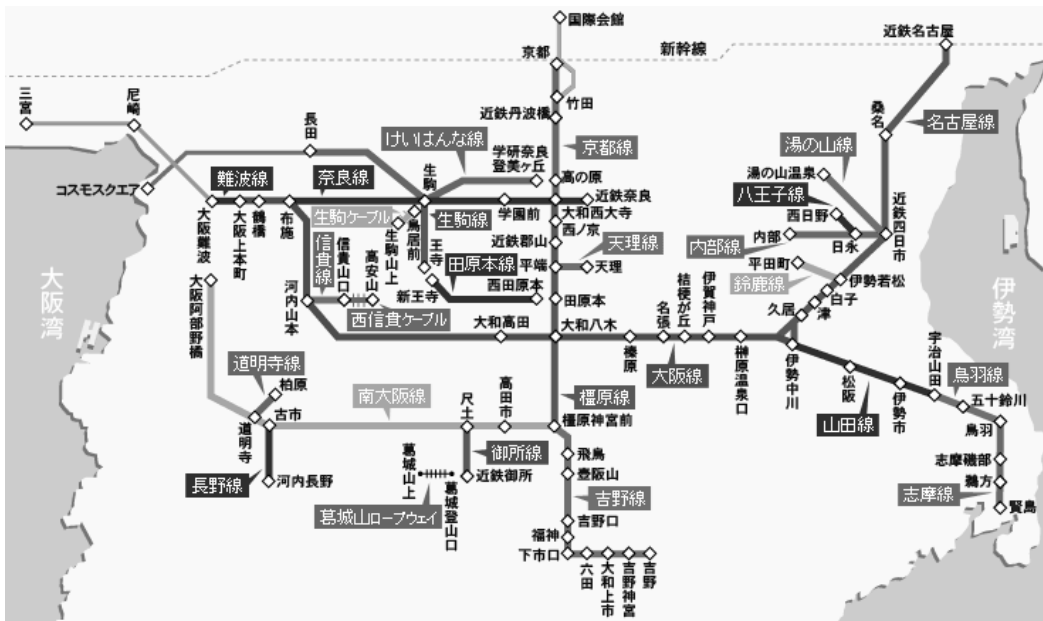 国際会館
近鉄名古屋
京都
新幹線
三宮
尼崎
竹田
近鉄丹波橋
桑名
名古屋線
長田
けいはんな線
学研奈良
登美ヶ丘
京都線
湯の山線
湯の山温泉
コスモスクエア
難波線
奈良線
生駒
高の原
八王子線
近鉄奈良
大阪難波
大阪上本町
鶴橋
布施
生駒ケーブル
鳥居前
生駒線
学園前
大和西大寺
西ノ京
西日野
近鉄四日市
信貴線
信貴山口
高安山
生駒山上
王寺
近鉄郡山
天理線
内部線
内部
日永
田原本線
平端
天理
平田町
鈴鹿線
伊勢若松
大阪湾
大阪阿部野橋
河内山本
新王寺
西田原本
田原本
桔梗が丘
伊賀神戸
白子
津
久居
伊勢湾
西信貴ケーブル
大和高田
大和八木
榛原
名張
大阪線
榊原温泉口
伊勢中川
宇治山田
道明寺線
柏原
松阪
伊勢市
鳥羽線
五十鈴川
南大阪線
高田市
尺土
橿原線
山田線
古市
道明寺
橿原神宮前
鳥羽
御所線
飛鳥
志摩磯部
長野線
河内長野
葛城山上
葛城登山口
近鉄御所
壺阪山
鵜方
志摩線
賢島
葛城山ロープウェイ
吉野線
吉野口
福神
下市口
六田
大和上市
吉野神宮
吉野